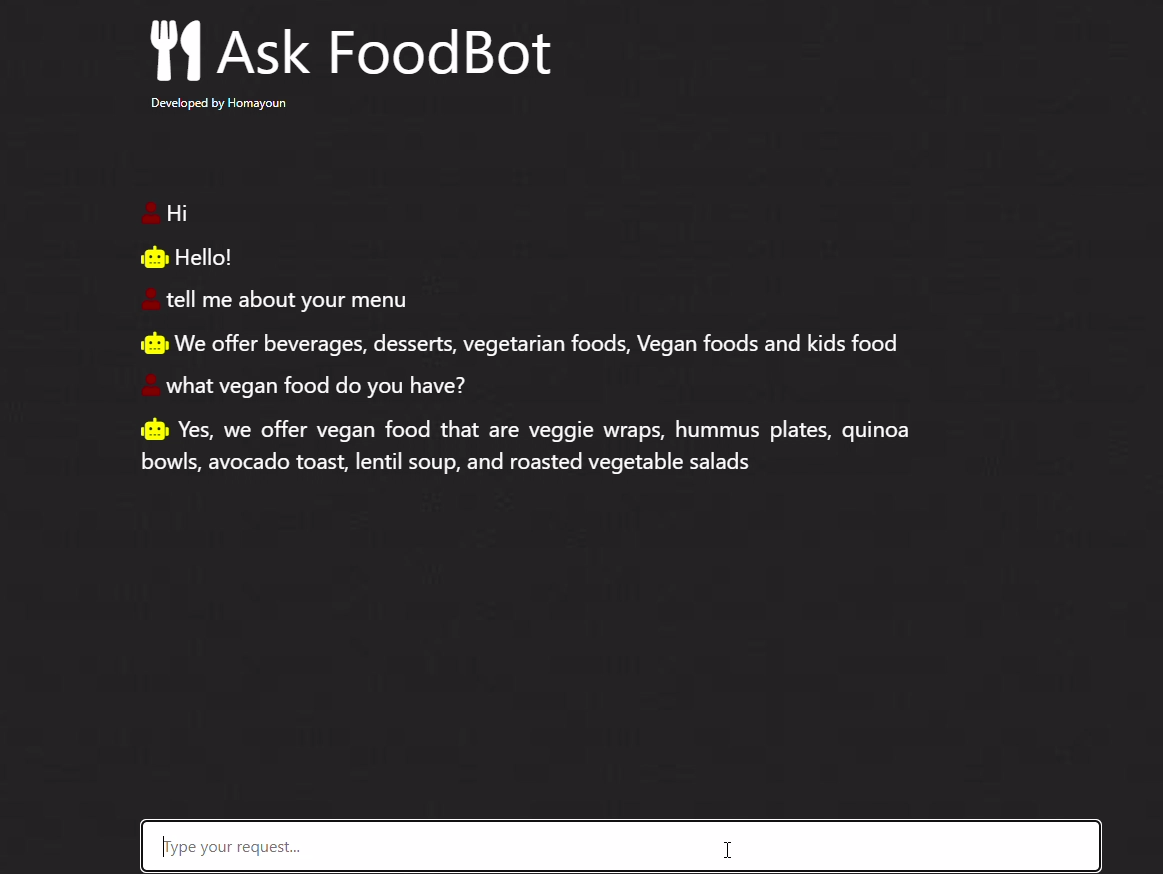 Ask FoodBot
Developed by Homayoun
Hi
Hello!
tell me about your menu
We offer beverages, desserts, vegetarian foods, Vegan foods and kids food
what vegan food do you have?
Yes, we offer vegan food that are veggie wraps, hummus plates, quinoa
bowls, avocado toast, lentil soup, and roasted vegetable salads
Type your request...